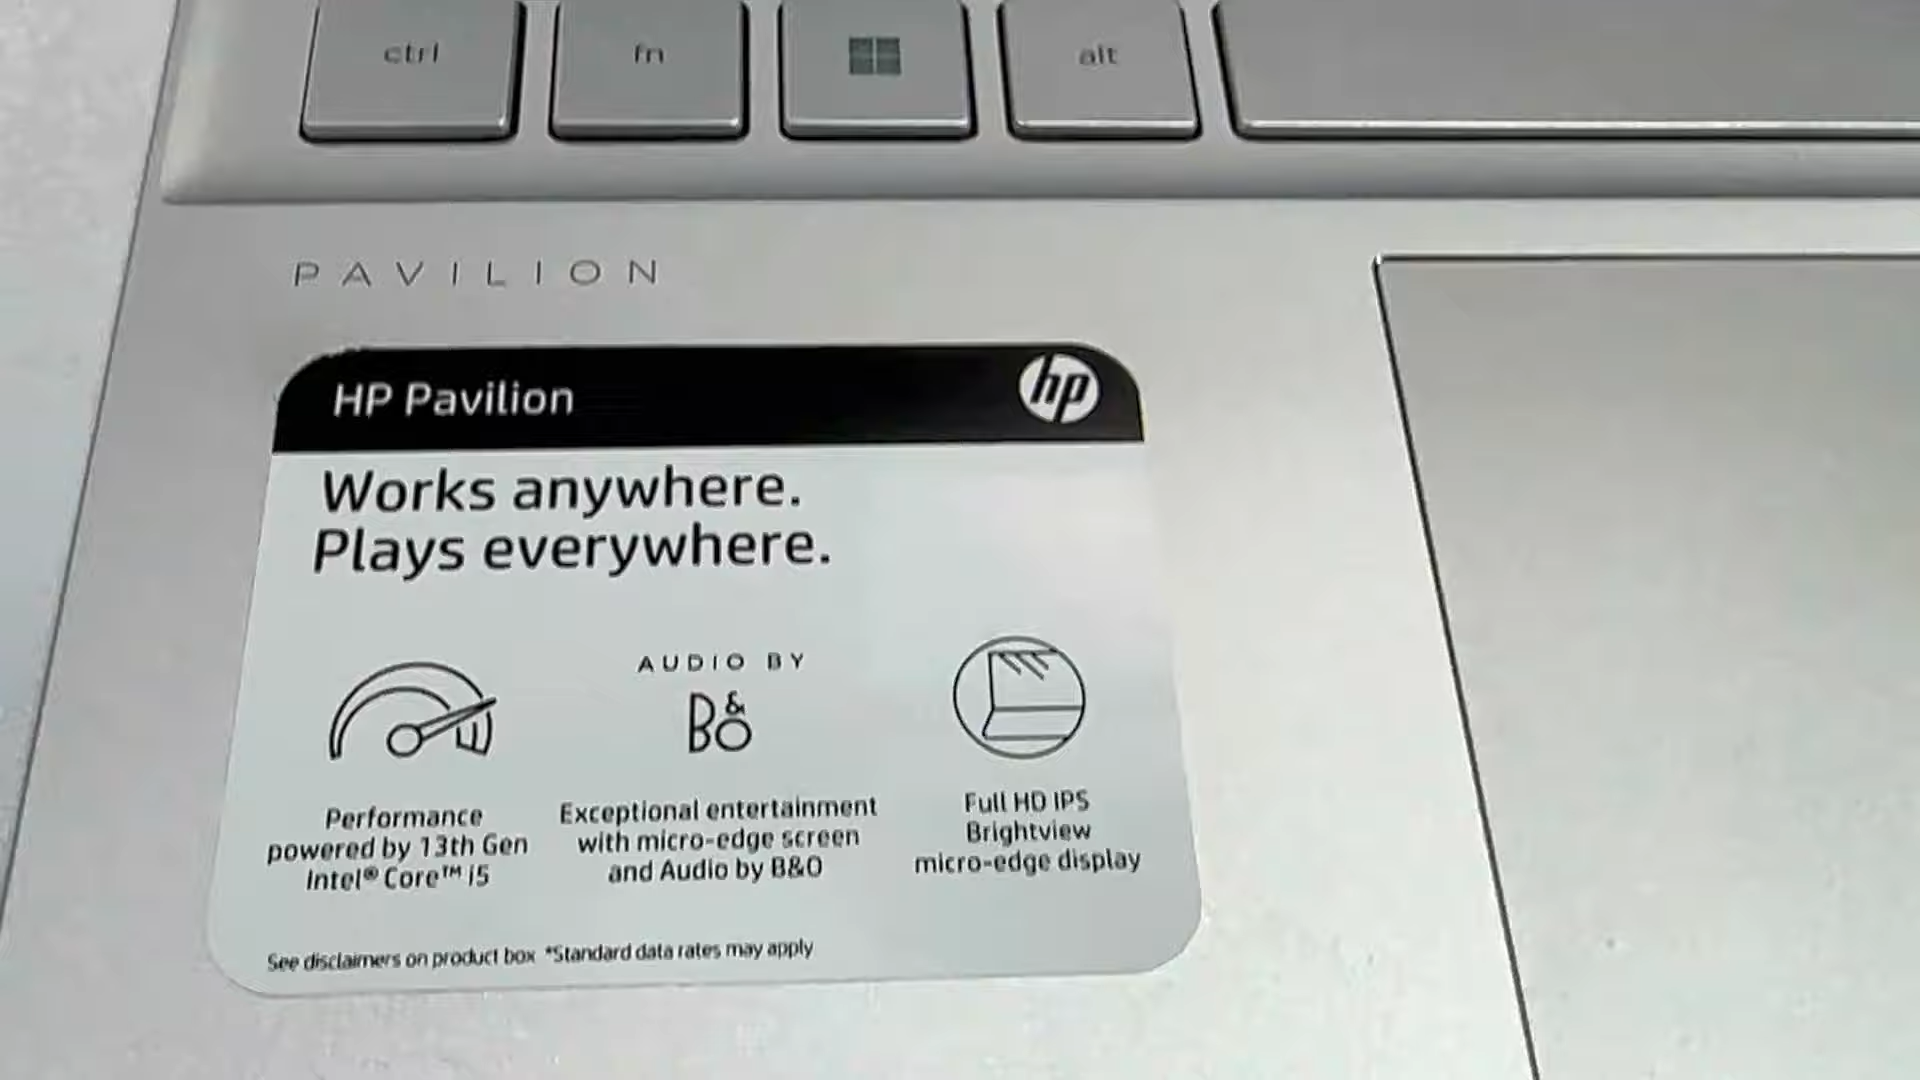 ctrl fn alt
PAVILION
HP Pavilion hp
Works anywhere.
Plays everywhere.
AUDIO BY
B&O
Performance
powered by 13th Gen
Intel® Core™ i5
Exceptional entertainment
with micro-edge screen
and Audio by B&O
Full HD IPS
Brightview
micro-edge display
See disclaimers on product box *Standard data rates may apply